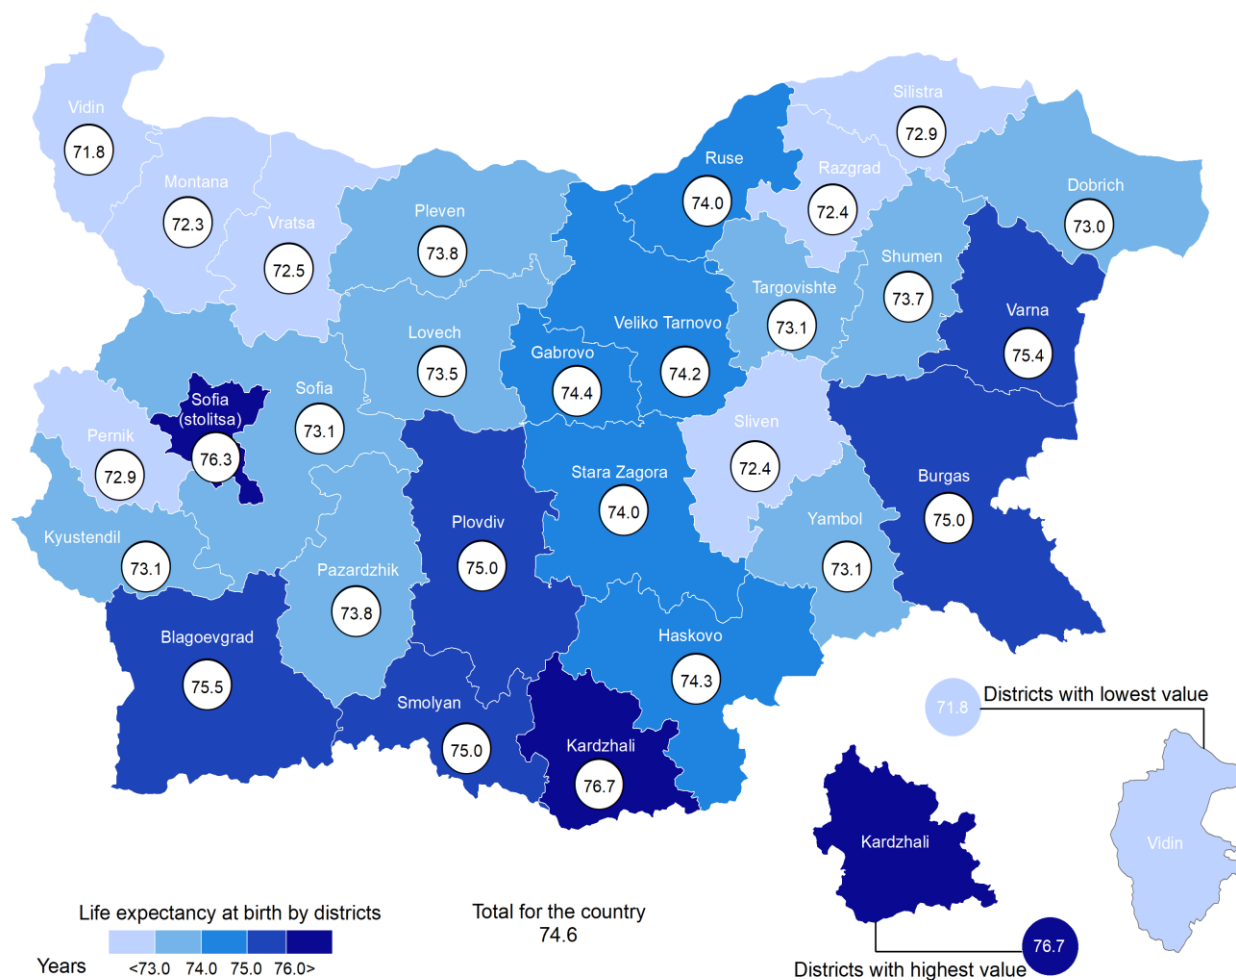 Vidin
71.8
Montana
72.3
Vratsa
72.5
Pleven
73.8
Lovech
73.5
Ruse
74.0
Silistra
72.9
Razgrad
72.4
Dobrich
73.0
Shumen
73.7
Targovishte
73.1
Varna
75.4
Veliko Tarnovo
74.2
Gabrovo
74.4
Sofia
(stolitsa)
76.3
Sofia
73.1
Pernik
72.9
Kyustendil
73.1
Sliven
72.4
Stara Zagora
74.0
Burgas
75.0
Yambol
73.1
Plovdiv
75.0
Pazardzhik
73.8
Blagoevgrad
75.5
Smolyan
75.0
Haskovo
74.3
Kardzhali
76.7
71.8
Districts with lowest value
Vidin
Kardzhali
76.7
Districts with highest value
Life expectancy at birth by districts
Years <73.0 74.0 75.0 76.0>
Total for the country
74.6